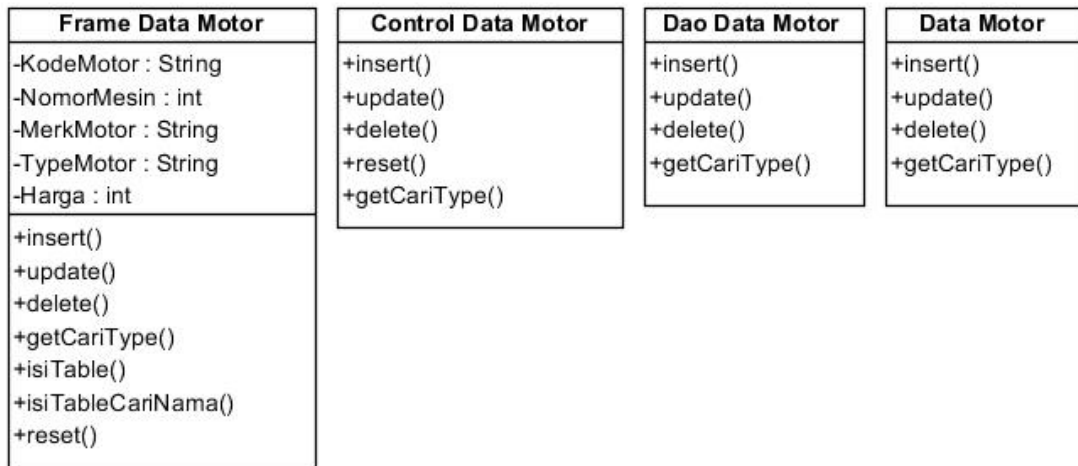 Frame Data Motor
-KodeMotor : String
-NomorMesin : int
-MerkMotor : String
-TypeMotor : String
-Harga : int
+insert()
+update()
+delete()
+getCariType()
+isiTable()
+isiTableCariNama()
+reset()
Control Data Motor
+insert()
+update()
+delete()
+reset()
+getCariType()
Dao Data Motor
+insert()
+update()
+delete()
+getCariType()
Data Motor
+insert()
+update()
+delete()
+getCariType()